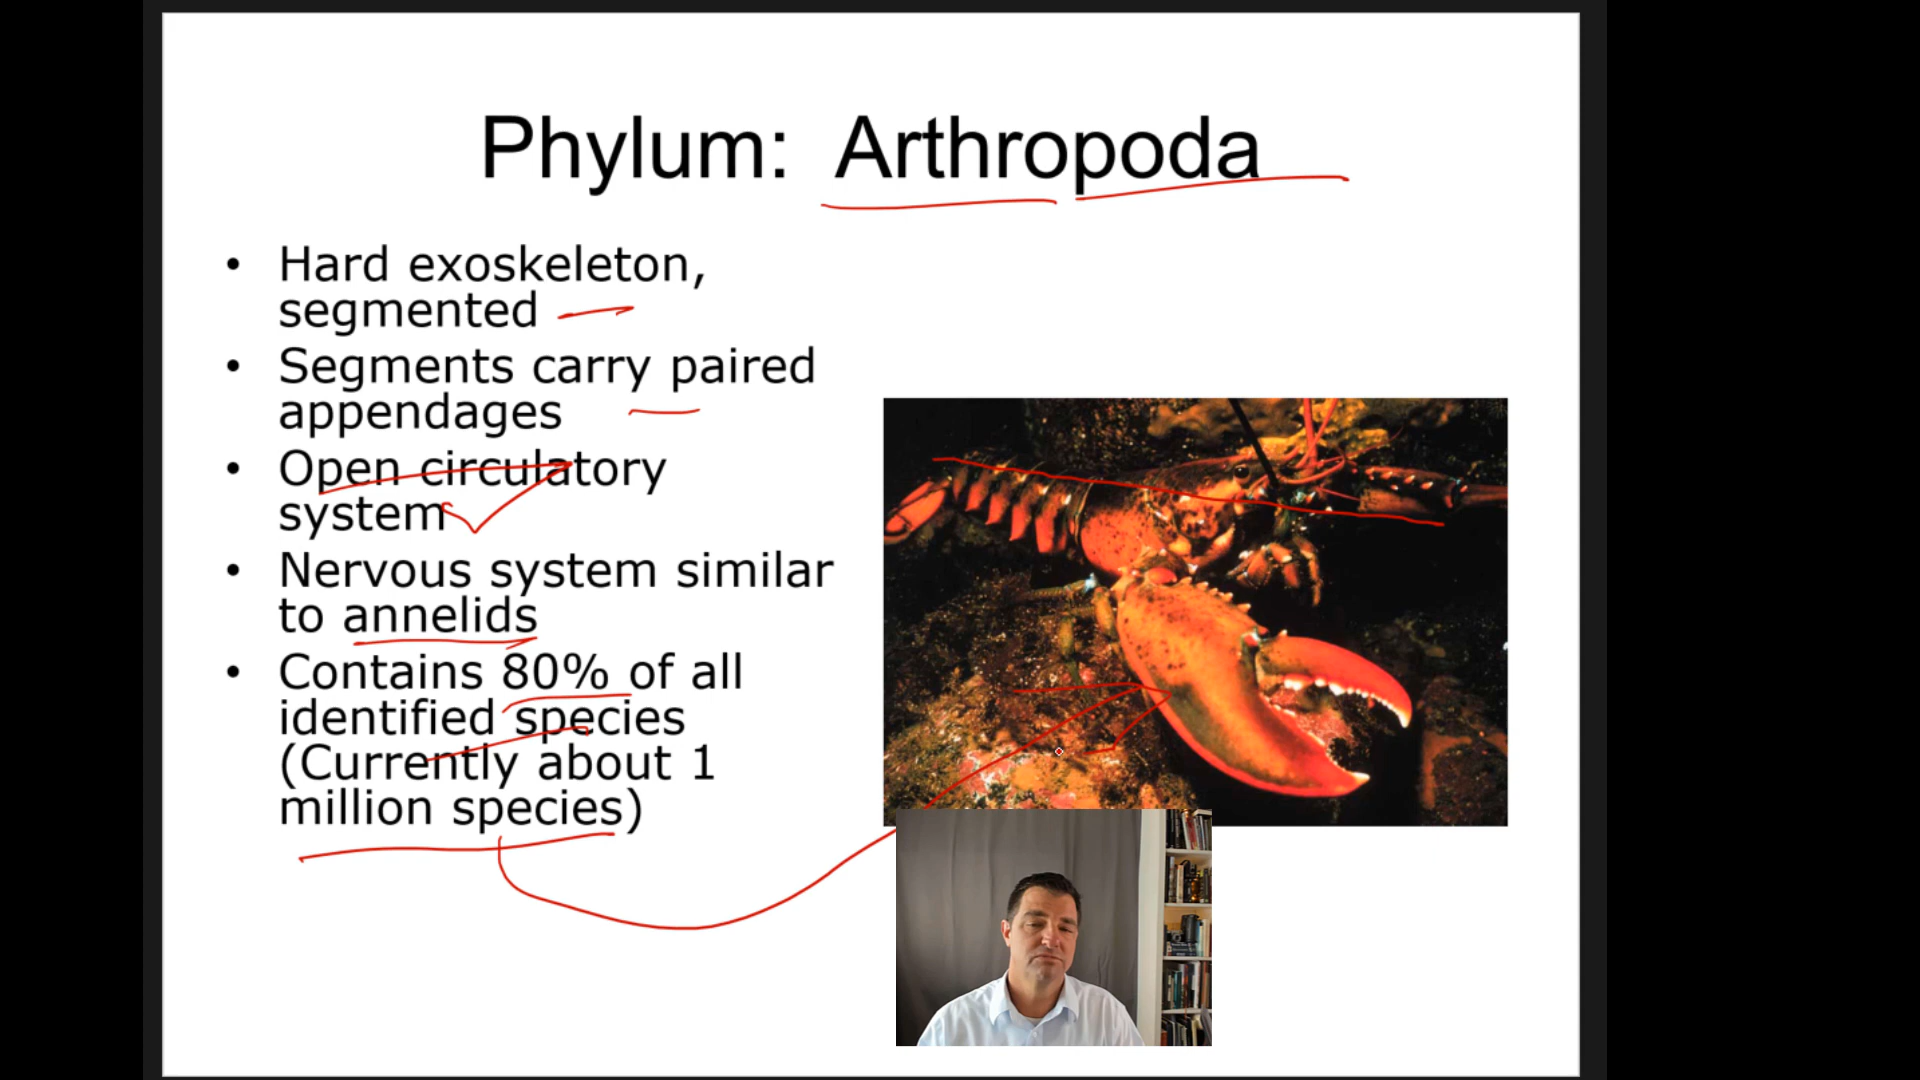 Phylum: Arthropoda
• Hard exoskeleton,
segmented
• Segments carry paired
appendages
• Open circulatory
system
• Nervous system similar
to annelids
• Contains 80% of all
identified species
(Currently about 1
million species)